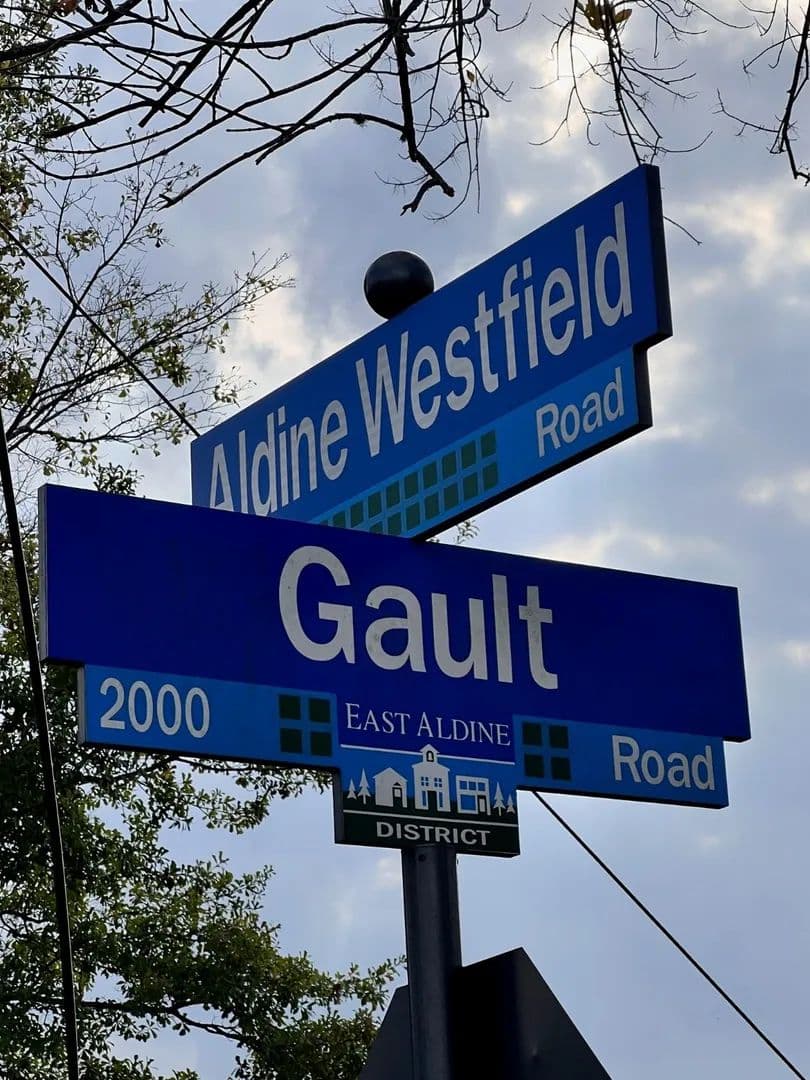 Aldine Westfield
Road
Gault
2000
EAST ALDINE
Road
DISTRICT